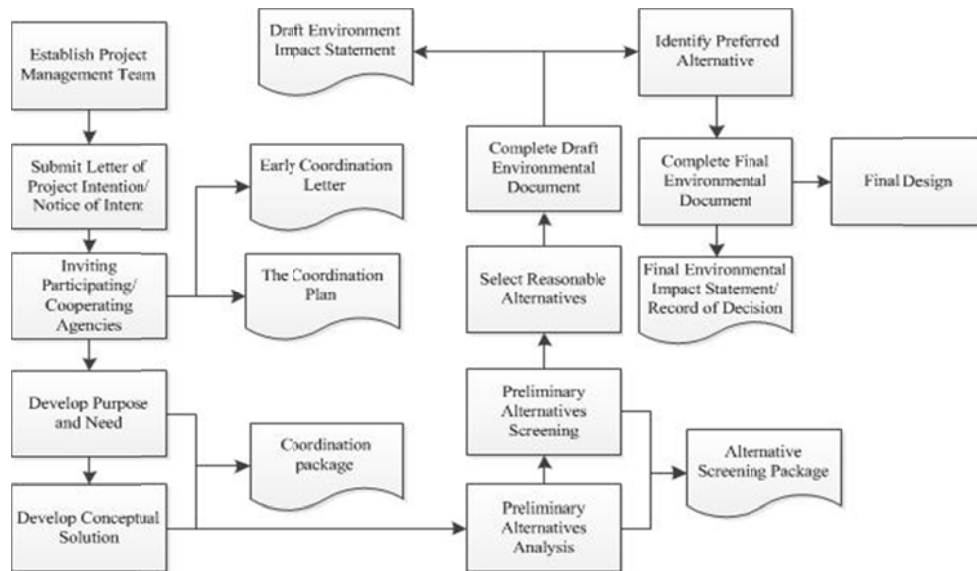 Establish Project
Management Team
Submit Letter of
Project Intention/
Notice of Intent
Inviting
Participating/
Cooperating
Agencies
Develop Purpose
and Need
Develop Conceptual
Solution
Early Coordination
Letter
The Coordination
Plan
Coordination
package
Draft Environment
Impact Statement
Complete Draft
Environmental
Document
Select Reasonable
Alternatives
Preliminary
Alternatives
Screening
Preliminary
Alternatives
Analysis
Identify Preferred
Alternative
Complete Final
Environmental
Document
Final Environmental
Impact Statement/
Record of Decision
Alternative
Screening Package
Final Design